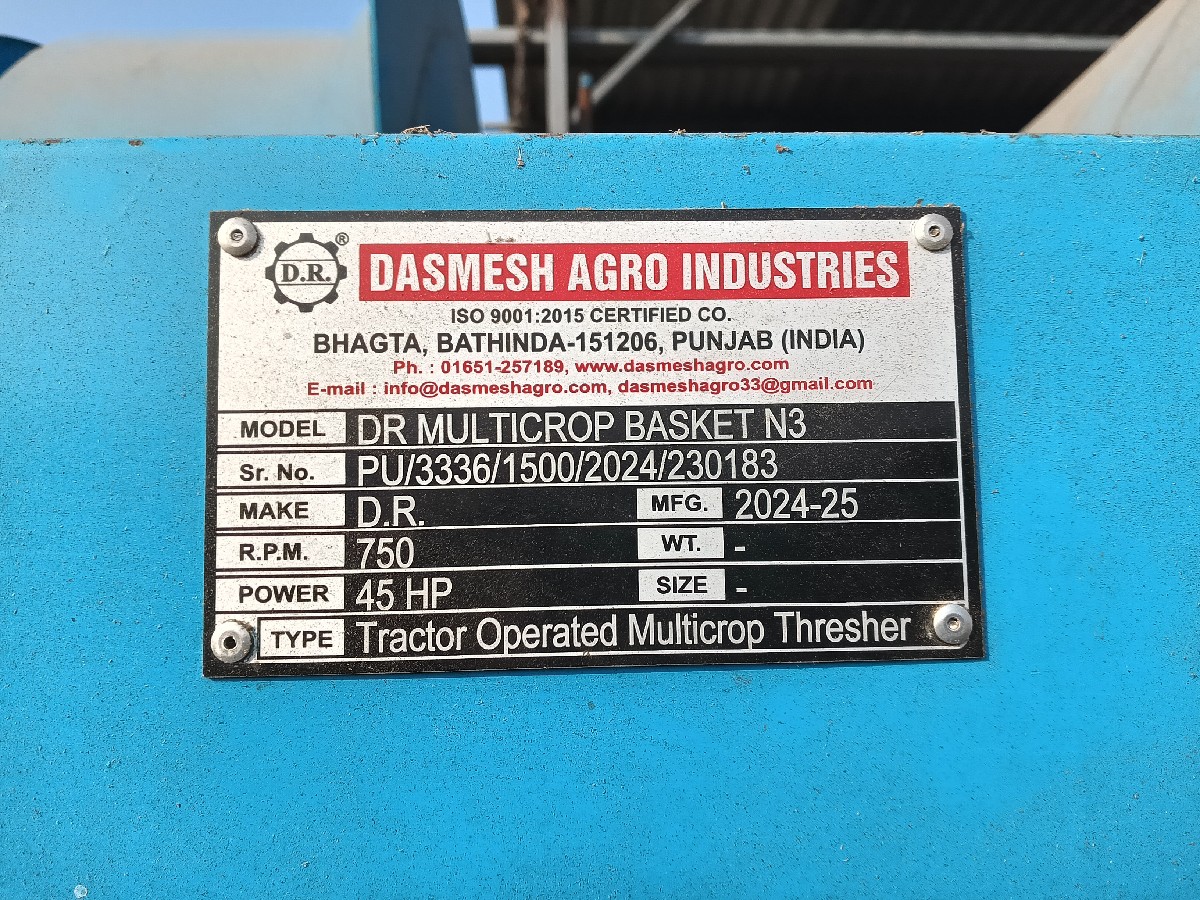 D.R. ® DASMESH AGRO INDUSTRIES
ISO 9001:2015 CERTIFIED CO.
BHAGTA, BATHINDA-151206, PUNJAB (INDIA)
Ph. : 01651-257189, www.dasmeshagro.com
E-mail : info@dasmeshagro.com, dasmeshagro33@gmail.com
MODEL DR MULTICROP BASKET N3
Sr. No. PU/3336/1500/2024/230183
MAKE D.R. MFG. 2024-25
R.P.M. 750 WT. -
POWER 45 HP SIZE -
TYPE Tractor Operated Multicrop Thresher